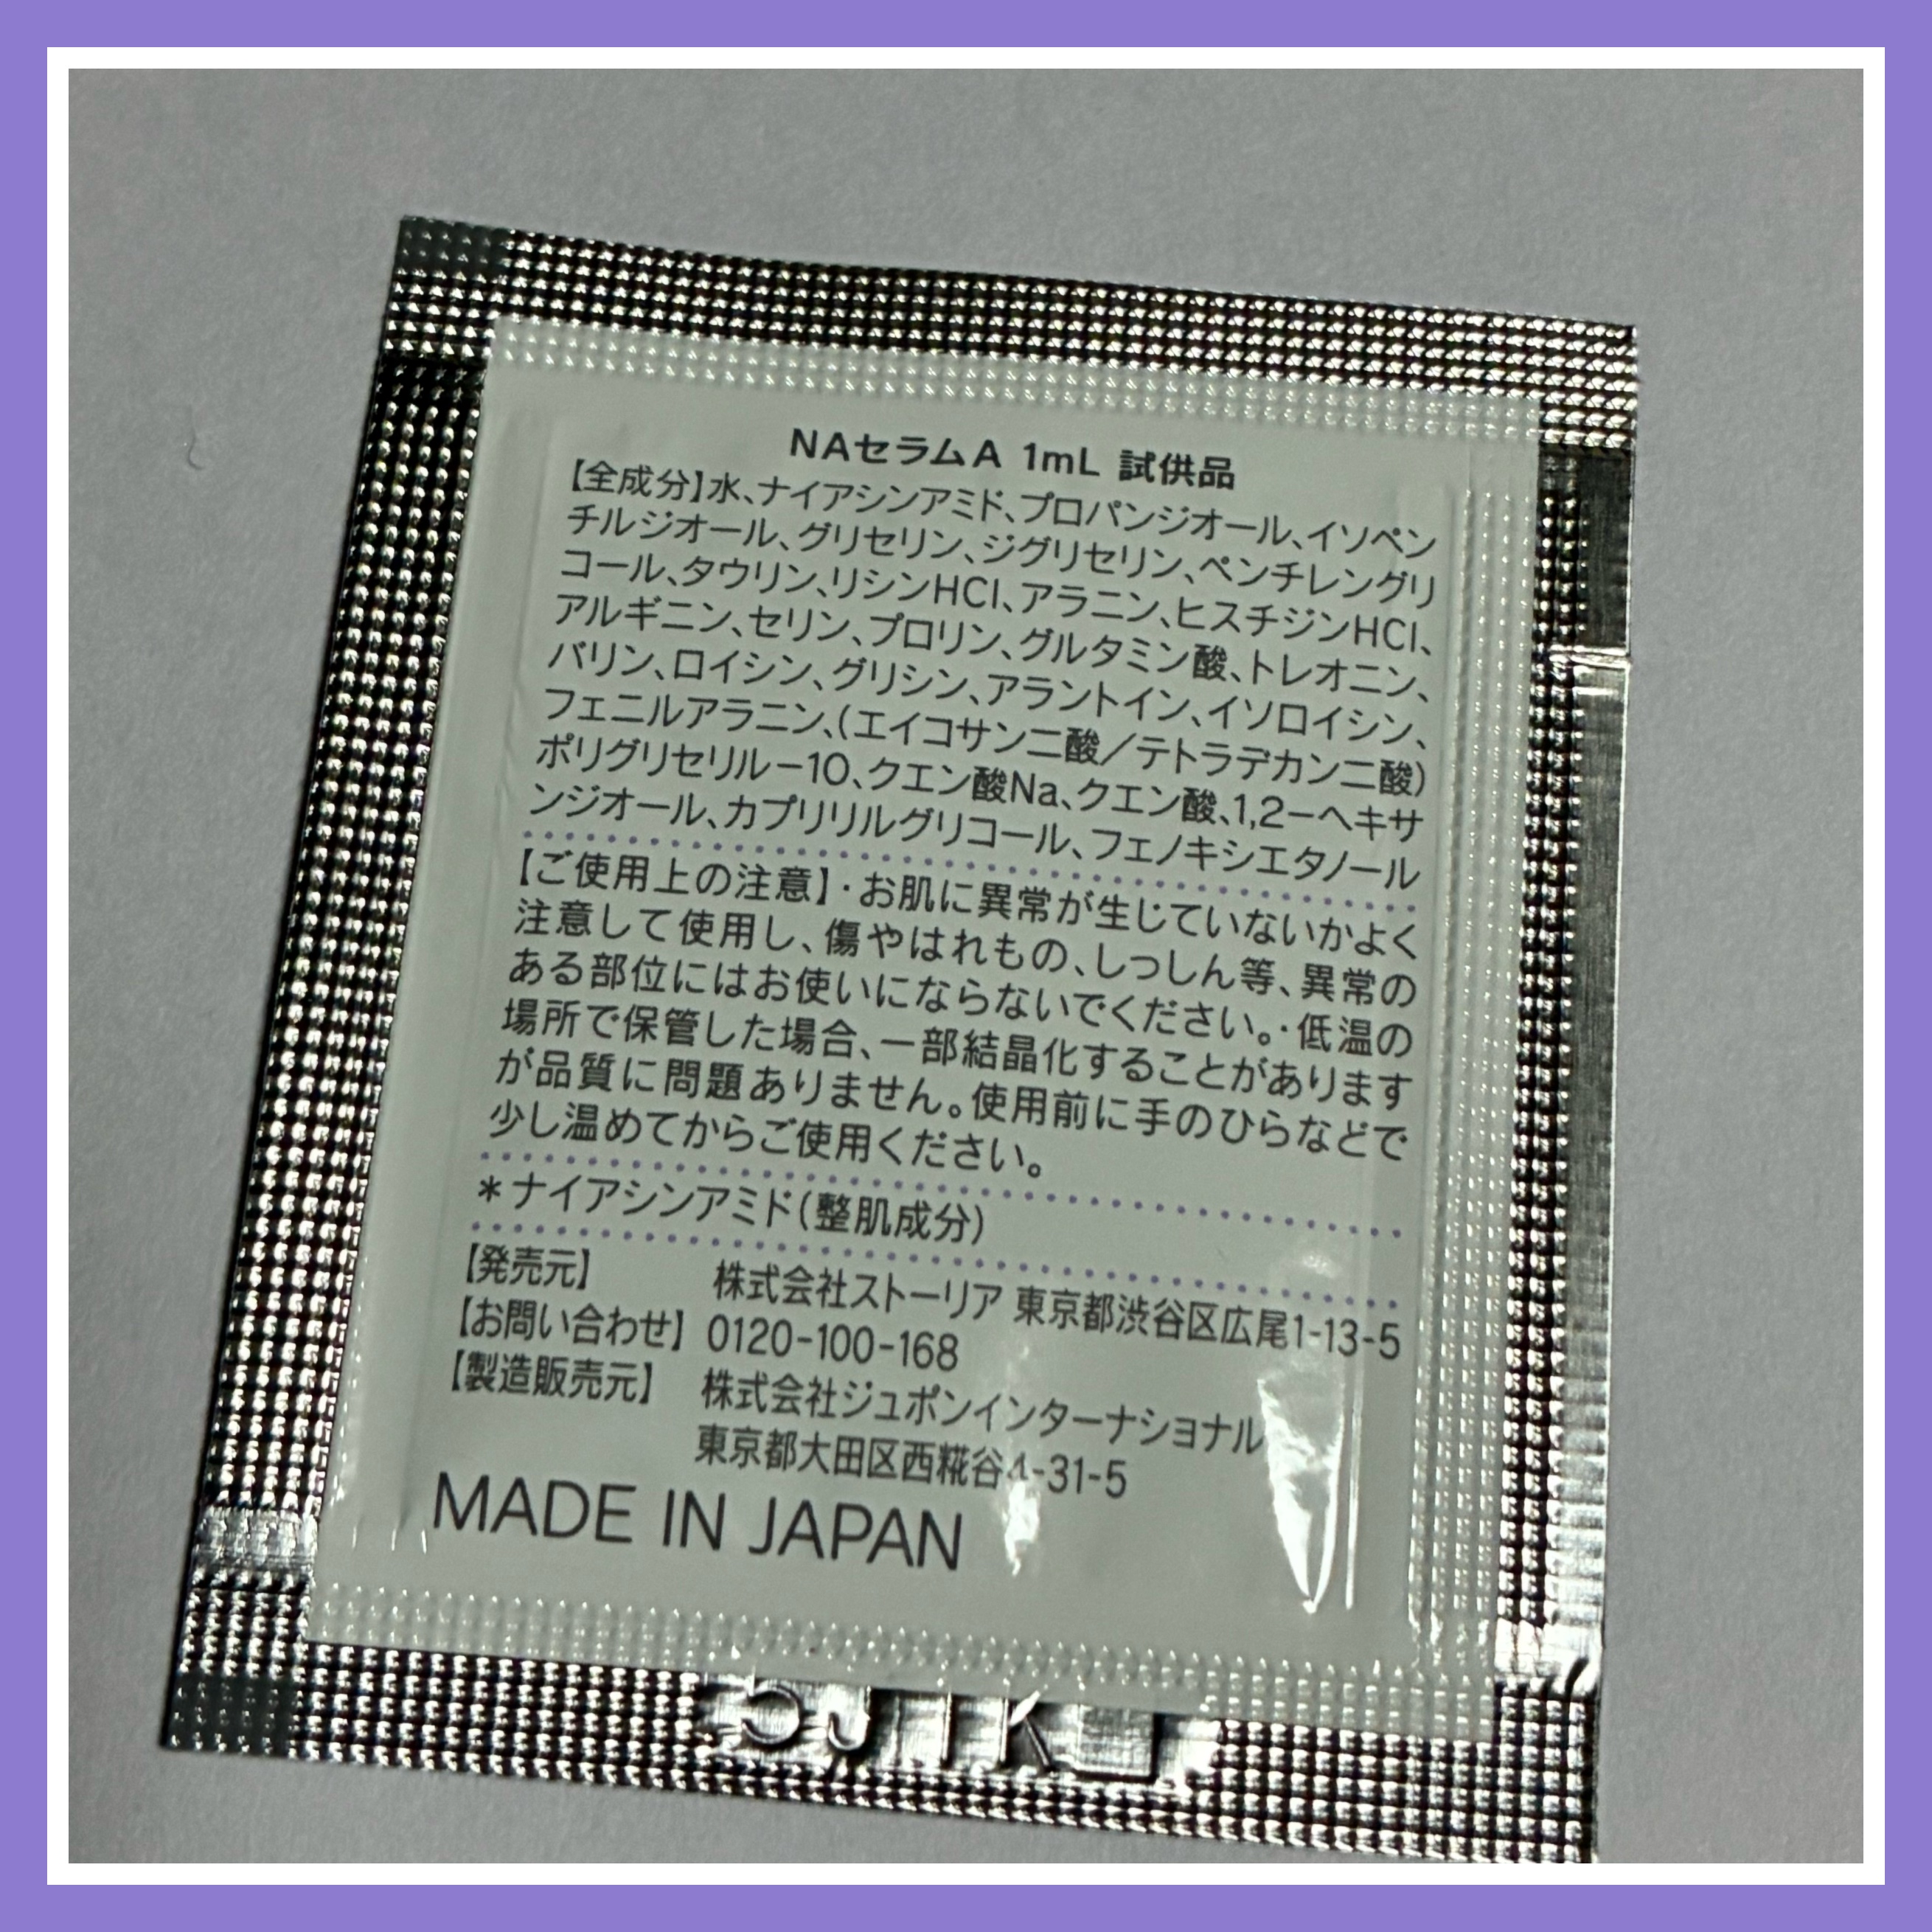 NAセラムA 1mL 試供品
【全成分】水、ナイアシンアミド、プロパンジオール、イソペン
チルジオール、グリセリン、ジグリセリン、ペンチレングリ
コール、タウリン、リシンHCl、アラニン、ヒスチジンHCl、
アルギニン、セリン、プロリン、グルタミン酸、トレオニン、
バリン、ロイシン、グリシン、アラントイン、イソロイシン、
フェニルアラニン、(エイコサン二酸/テトラデカン二酸)
ポリグリセリル-10、クエン酸Na、クエン酸、1,2-ヘキサ
ンジオール、カプリリルグリコール、フェノキシエタノール
【ご使用上の注意】・お肌に異常が生じていないかよく
注意して使用し、傷やはれもの、しっしん等、異常の
ある部位にはお使いにならないでください。・低温の
場所で保管した場合、一部結晶化することがあります
が品質に問題ありません。使用前に手のひらなどで
少し温めてからご使用ください。
*ナイアシンアミド(整肌成分)
【発売元】 株式会社ストーリア 東京都渋谷区広尾1-13-5
【お問い合わせ】 0120-100-168
【製造販売元】 株式会社ジュポンインターナショナル
東京都大田区西糀谷4-31-5
MADE IN JAPAN